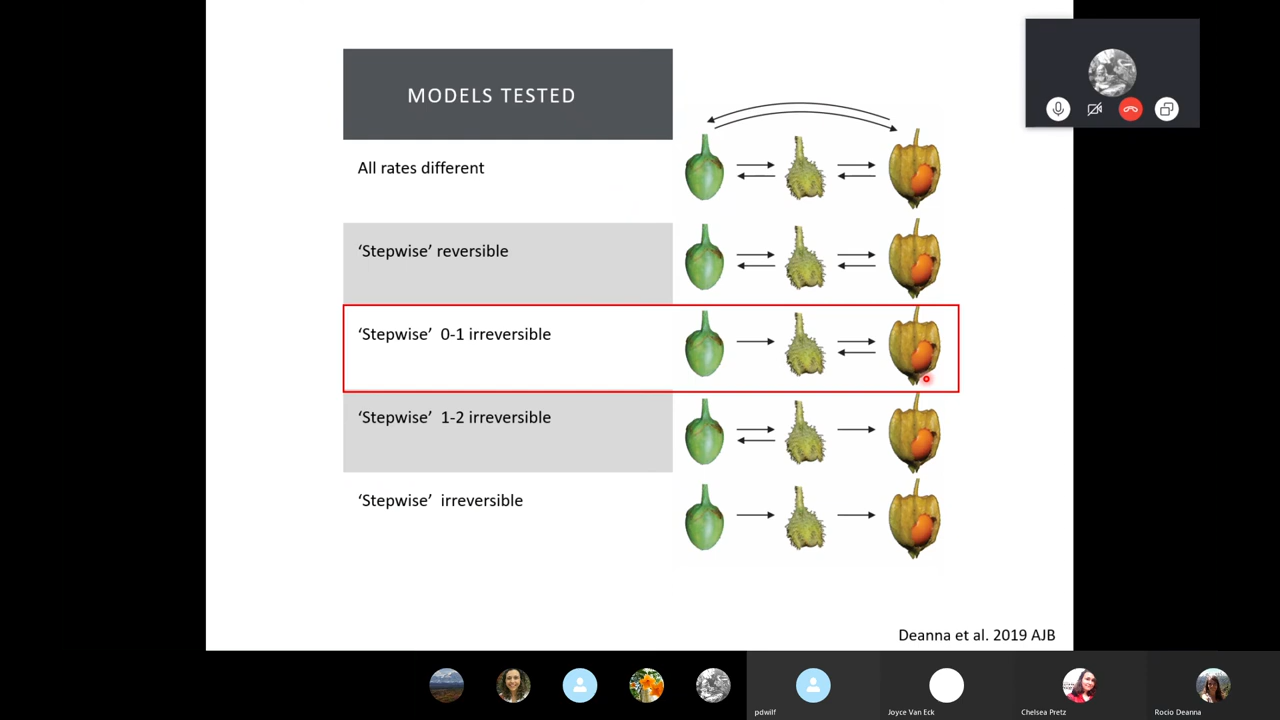 MODELS TESTED
All rates different
‘Stepwise’ reversible
‘Stepwise’  0-1 irreversible
‘Stepwise’  1-2 irreversible
‘Stepwise’  irreversible
Deanna et al. 2019 AJB
pdwilf
Joyce Van Eck
Chelsea Pretz
Rocio Deanna